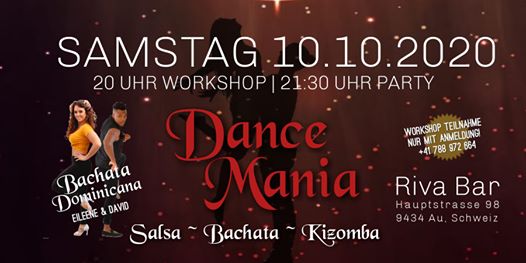 SAMSTAG 10.10.2020
20 UHR WORKSHOP | 21:30 UHR PARTY
Dance
Mania
Bachata
Dominicana
EILEENE & DAVID
WORKSHOP TEILNAHME
NUR MIT ANMELDUNG!
+41 788 972 664
Riva Bar
Hauptstrasse 98
9434 Au, Schweiz
Salsa ~ Bachata ~ Kizomba